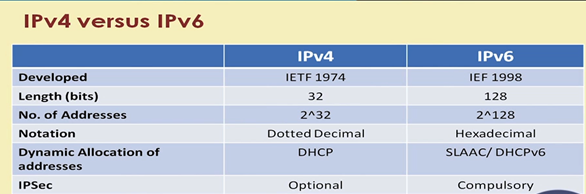 IPv4 versus IPv6
IPv4 IPv6
Developed IETF 1974 IEF 1998
Length (bits) 32 128
No. of Addresses 2^32 2^128
Notation Dotted Decimal Hexadecimal
Dynamic Allocation of DHCP SLAAC/ DHCPv6
addresses
IPSec Optional Compulsory